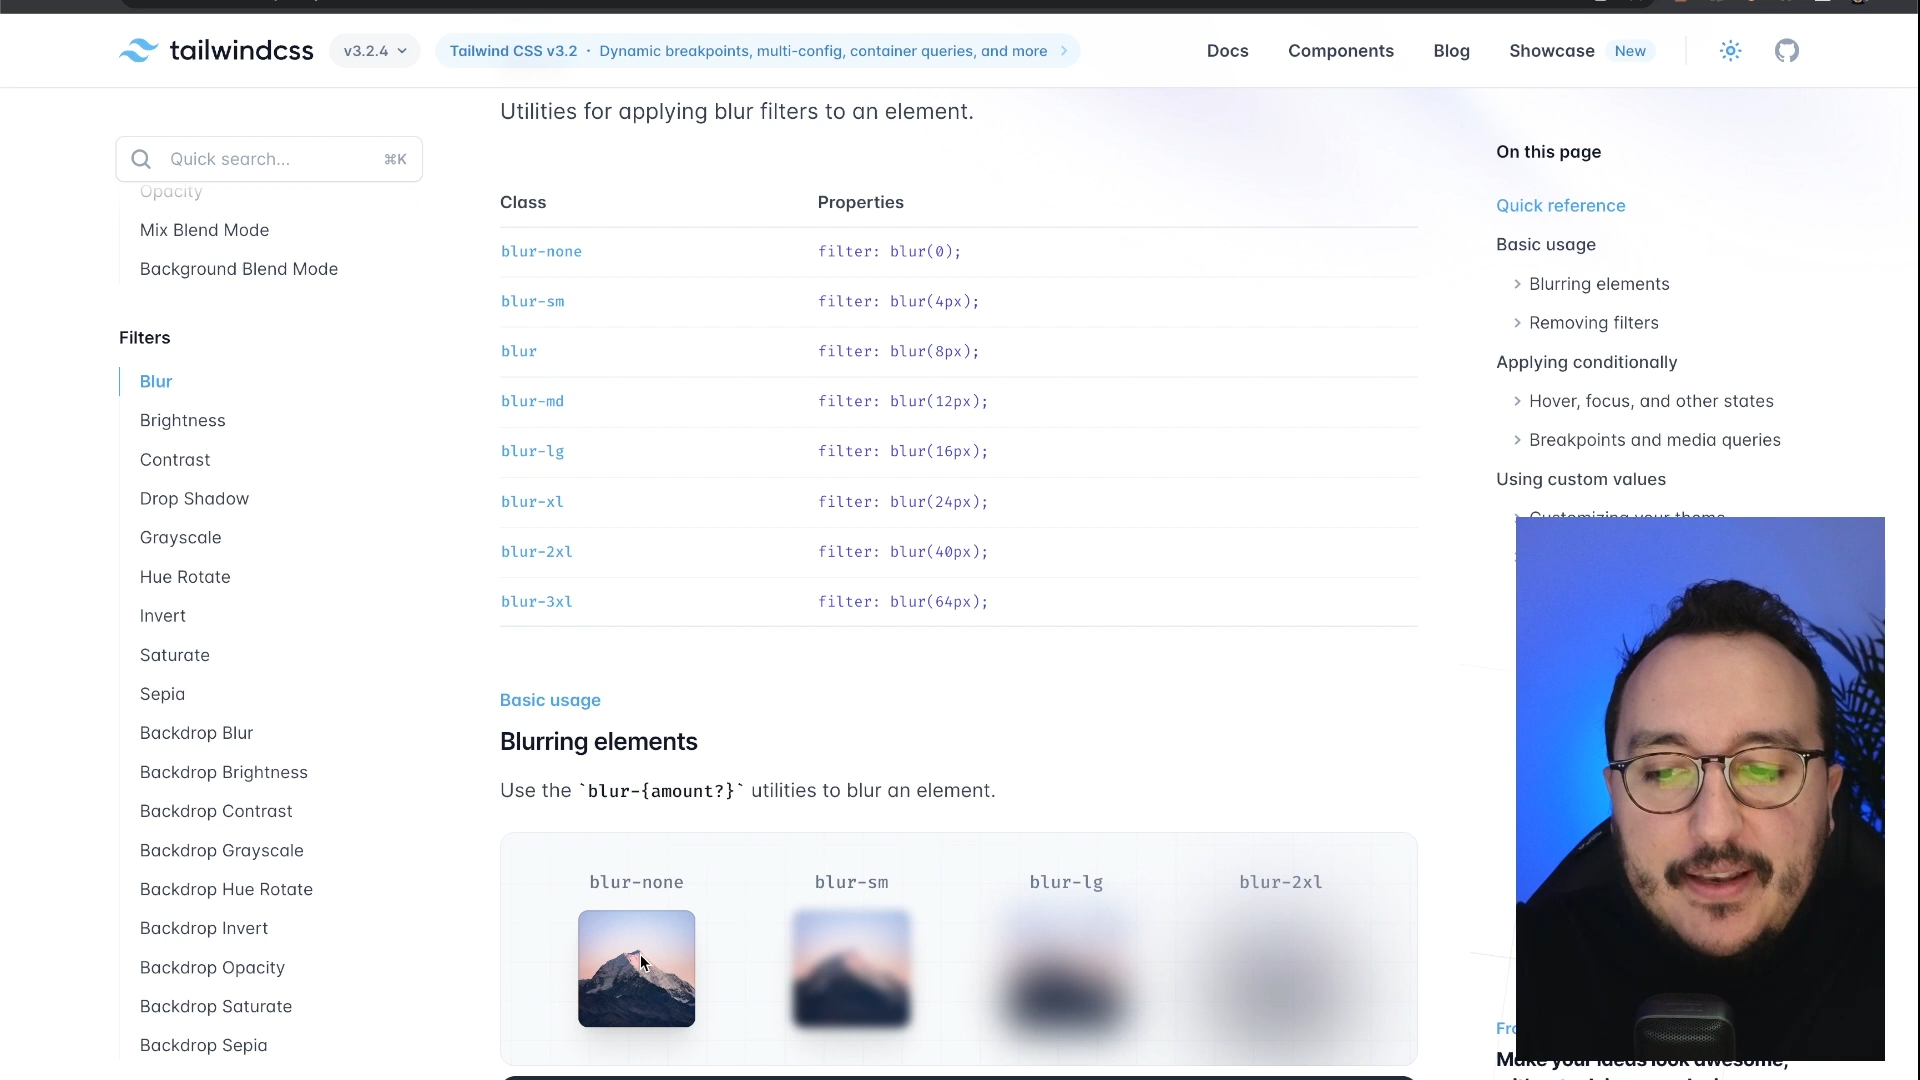 tailwindcss
v3.2.4
Tailwind CSS v3.2 · Dynamic breakpoints, multi-config, container queries, and more
Docs
Components
Blog
Showcase
New
Quick search...
⌘K
Opacity
Mix Blend Mode
Background Blend Mode
Filters
Blur
Brightness
Contrast
Drop Shadow
Grayscale
Hue Rotate
Invert
Saturate
Sepia
Backdrop Blur
Backdrop Brightness
Backdrop Contrast
Backdrop Grayscale
Backdrop Hue Rotate
Backdrop Invert
Backdrop Opacity
Backdrop Saturate
Backdrop Sepia
Utilities for applying blur filters to an element.
Class Properties
blur-none filter: blur(0);
blur-sm filter: blur(4px);
blur filter: blur(8px);
blur-md filter: blur(12px);
blur-lg filter: blur(16px);
blur-xl filter: blur(24px);
blur-2xl filter: blur(40px);
blur-3xl filter: blur(64px);
Basic usage
Blurring elements
Use the `blur-{amount?}` utilities to blur an element.
blur-none blur-sm blur-lg blur-2xl
On this page
Quick reference
Basic usage
Blurring elements
Removing filters
Applying conditionally
Hover, focus, and other states
Breakpoints and media queries
Using custom values
Customizing your theme
Make your ideas look awesome,